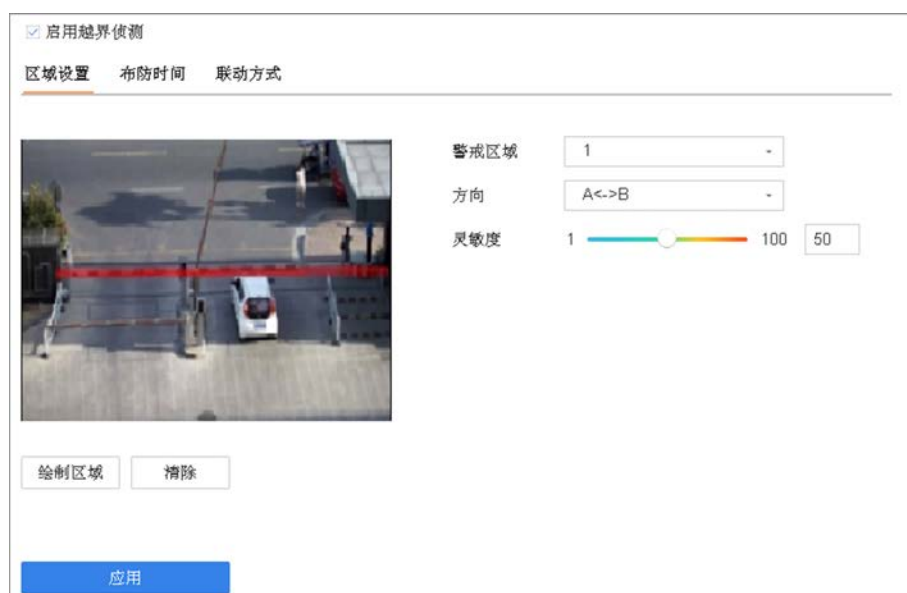 启用越界侦测
区域设置 布防时间 联动方式
警戒区域 1
方向 A<->B
灵敏度 1 100 50
绘制区域 清除
应用